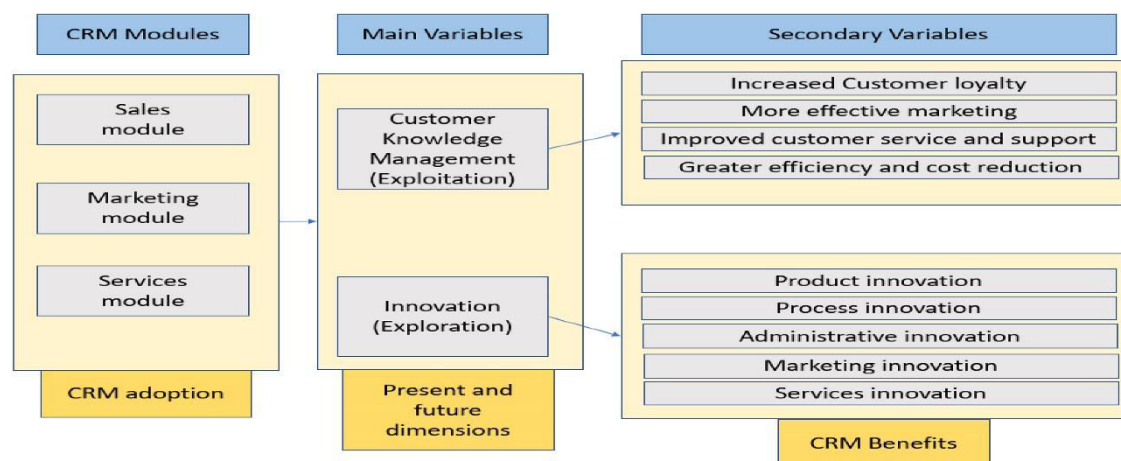 CRM Modules
Main Variables
Secondary Variables
Sales
module
Marketing
module
Services
module
CRM adoption
Customer
Knowledge
Management
(Exploitation)
Innovation
(Exploration)
Present and
future
dimensions
Increased Customer loyalty
More effective marketing
Improved customer service and support
Greater efficiency and cost reduction
Product innovation
Process innovation
Administrative innovation
Marketing innovation
Services innovation
CRM Benefits